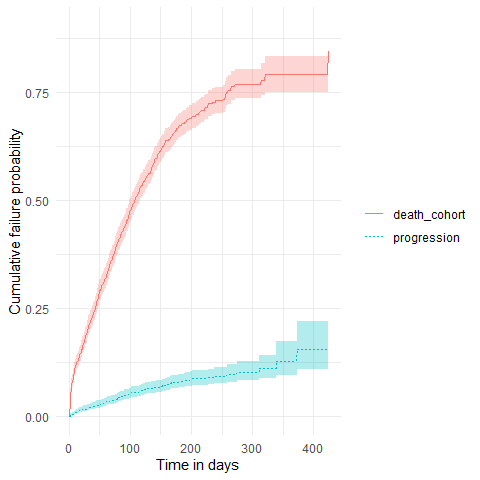 Cumulative failure probability
0.75
0.50
0.25
0.00
0 100 200 300 400
Time in days
death_cohort
progression